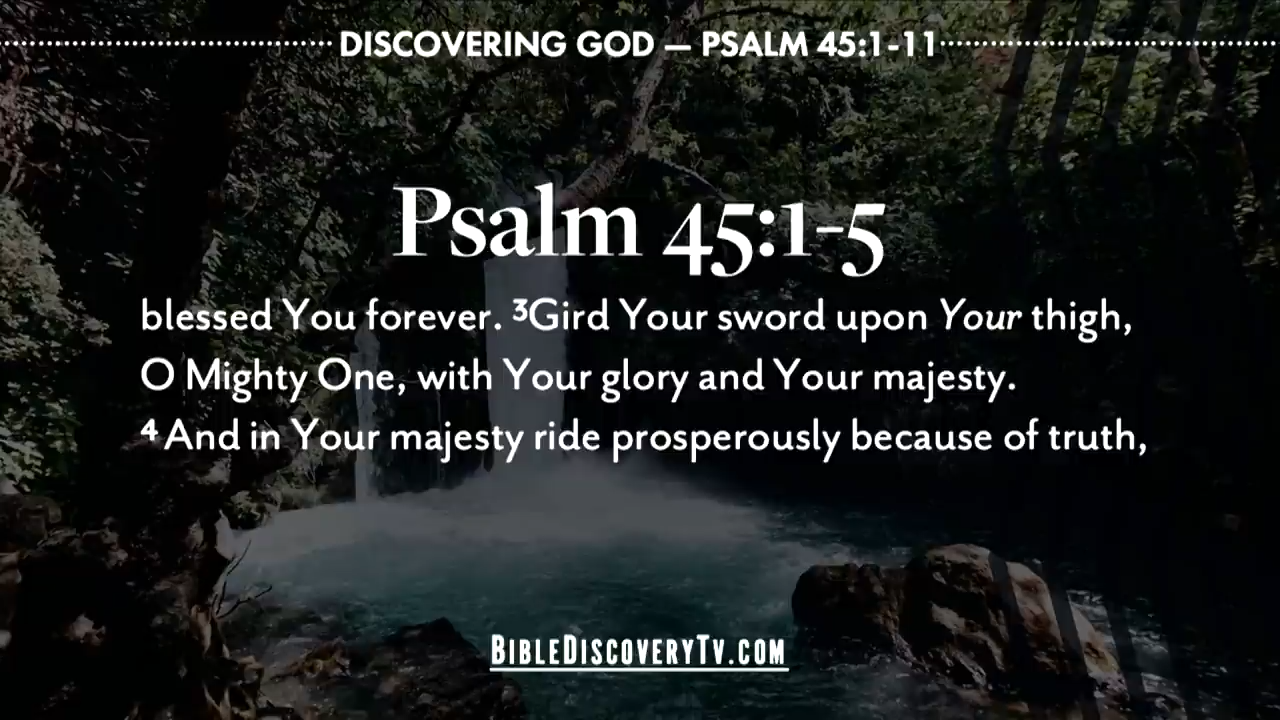 DISCOVERING GOD — PSALM 45:1-11
Psalm 45:1-5
blessed You forever. ³Gird Your sword upon Your thigh,
O Mighty One, with Your glory and Your majesty.
⁴And in Your majesty ride prosperously because of truth,
BIBLEDISCOVERYTV.COM